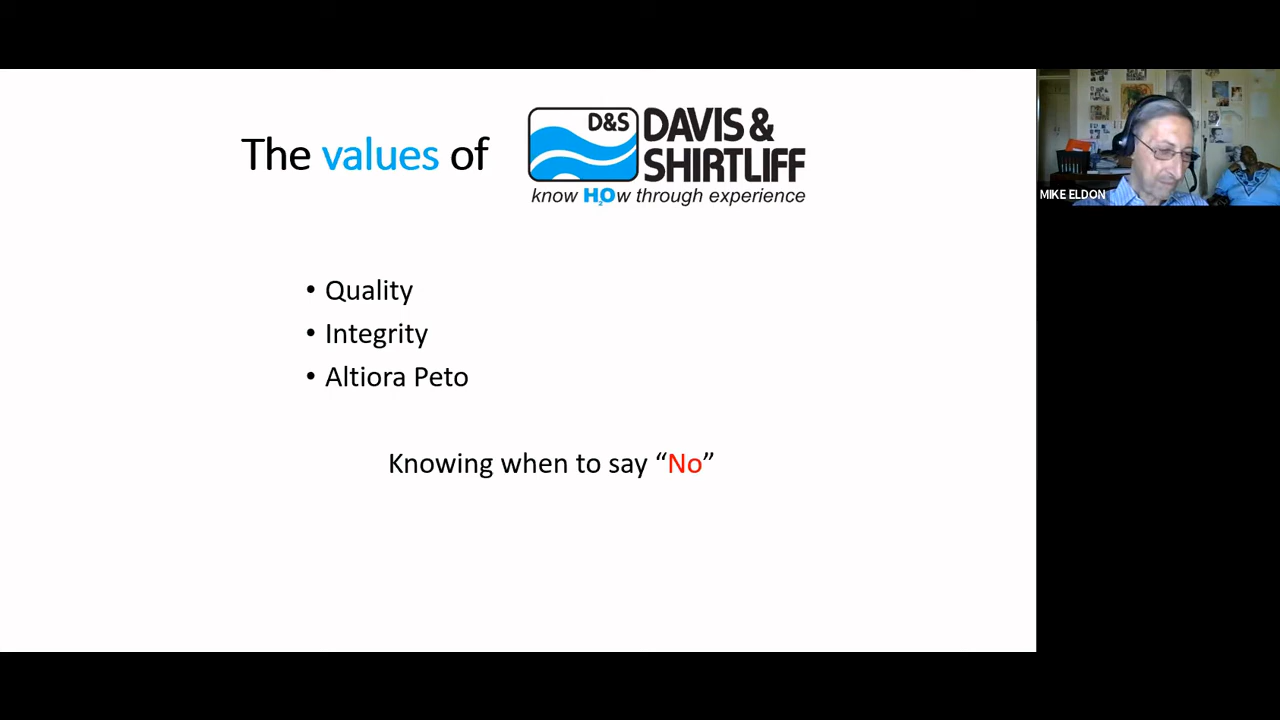 The values of
D&S
DAVIS &
SHIRTLIFF
know H2Ow through experience
• Quality
• Integrity
• Altiora Peto
Knowing when to say “No”
MIKE ELDON